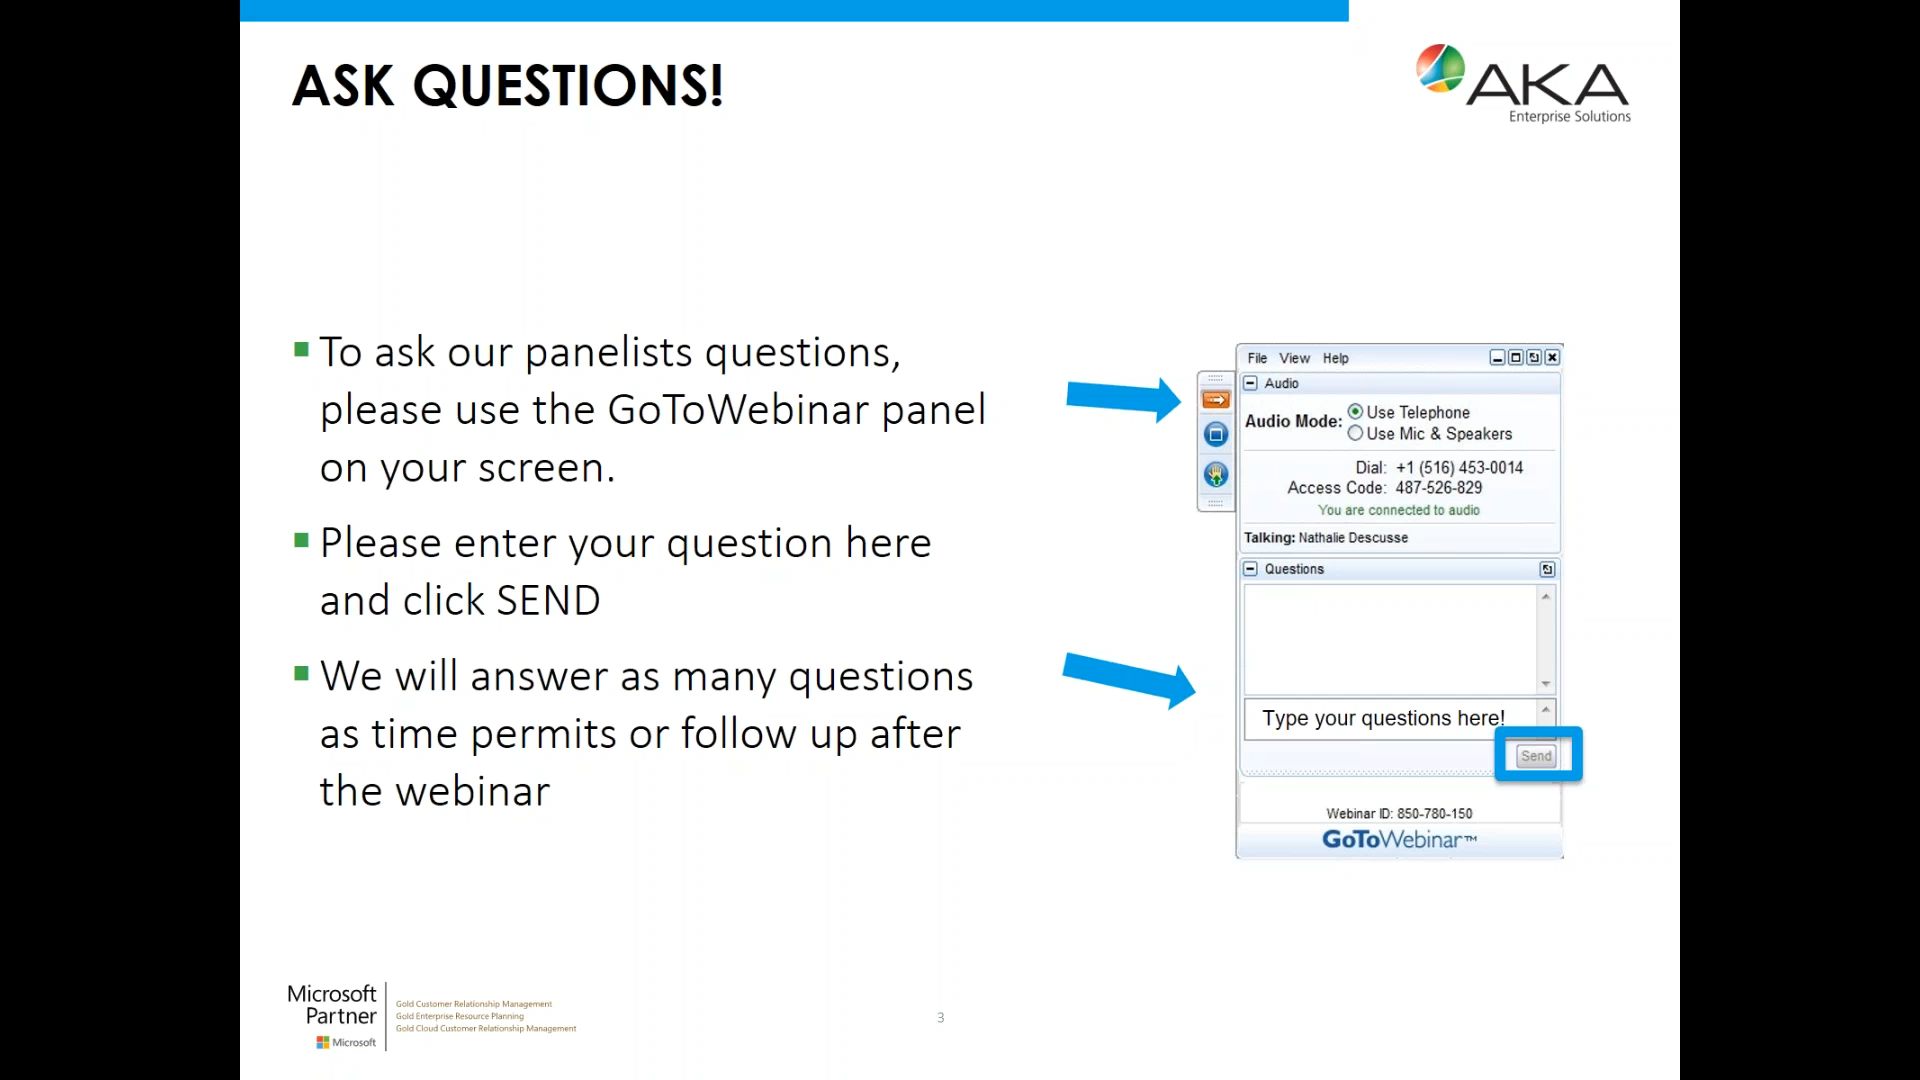 ASK QUESTIONS!
AKA
Enterprise Solutions
To ask our panelists questions,
please use the GoToWebinar panel
on your screen.
Please enter your question here
and click SEND
We will answer as many questions
as time permits or follow up after
the webinar
File View Help
Audio
Audio Mode: Use Telephone
Use Mic & Speakers
Dial: +1 (516) 453-0014
Access Code: 487-526-829
You are connected to audio
Talking: Nathalie Descusse
Questions
Type your questions here!
Send
Webinar ID: 850-780-150
GoToWebinar™
Microsoft
Partner
Microsoft
Gold Customer Relationship Management
Gold Enterprise Resource Planning
Gold Cloud Customer Relationship Management
3